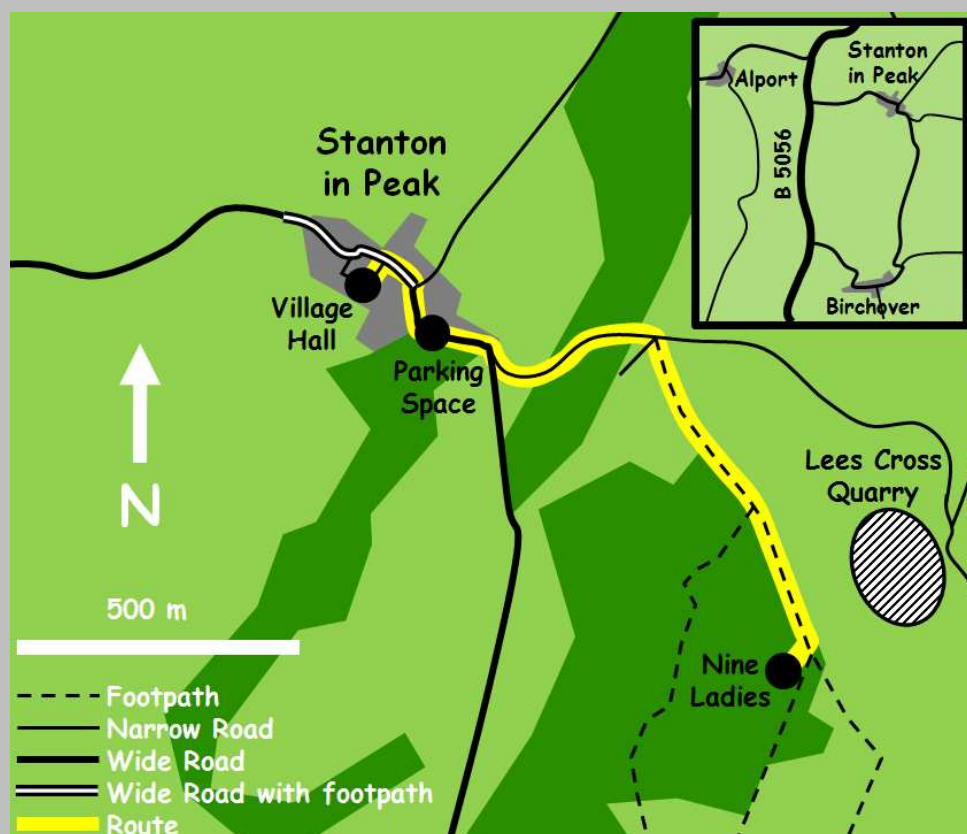 Stanton
in Peak
Village
Hall
Parking
Space
N
500 m
Footpath
Narrow Road
Wide Road
Wide Road with footpath
Route
Nine
Ladies
Lees Cross
Quarry
Alport
Stanton
in Peak
B 5056
Birchover